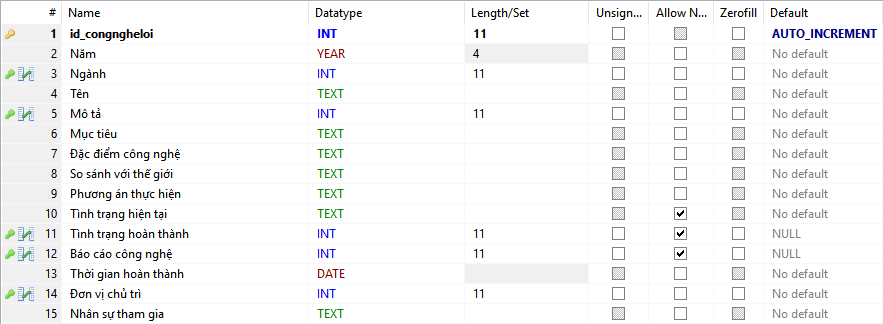 # Name Datatype Length/Set Unsign... Allow N... Zerofill Default
1 id_congngheloi INT 11 AUTO_INCREMENT
2 Năm YEAR 4 No default
3 Ngành INT 11 No default
4 Tên TEXT No default
5 Mô tả INT 11 No default
6 Mục tiêu TEXT No default
7 Đặc điểm công nghệ TEXT No default
8 So sánh với thế giới TEXT No default
9 Phương án thực hiện TEXT No default
10 Tình trạng hiện tại TEXT No default
11 Tình trạng hoàn thành INT 11 NULL
12 Báo cáo công nghệ INT 11 NULL
13 Thời gian hoàn thành DATE No default
14 Đơn vị chủ trì INT 11 No default
15 Nhân sự tham gia TEXT No default